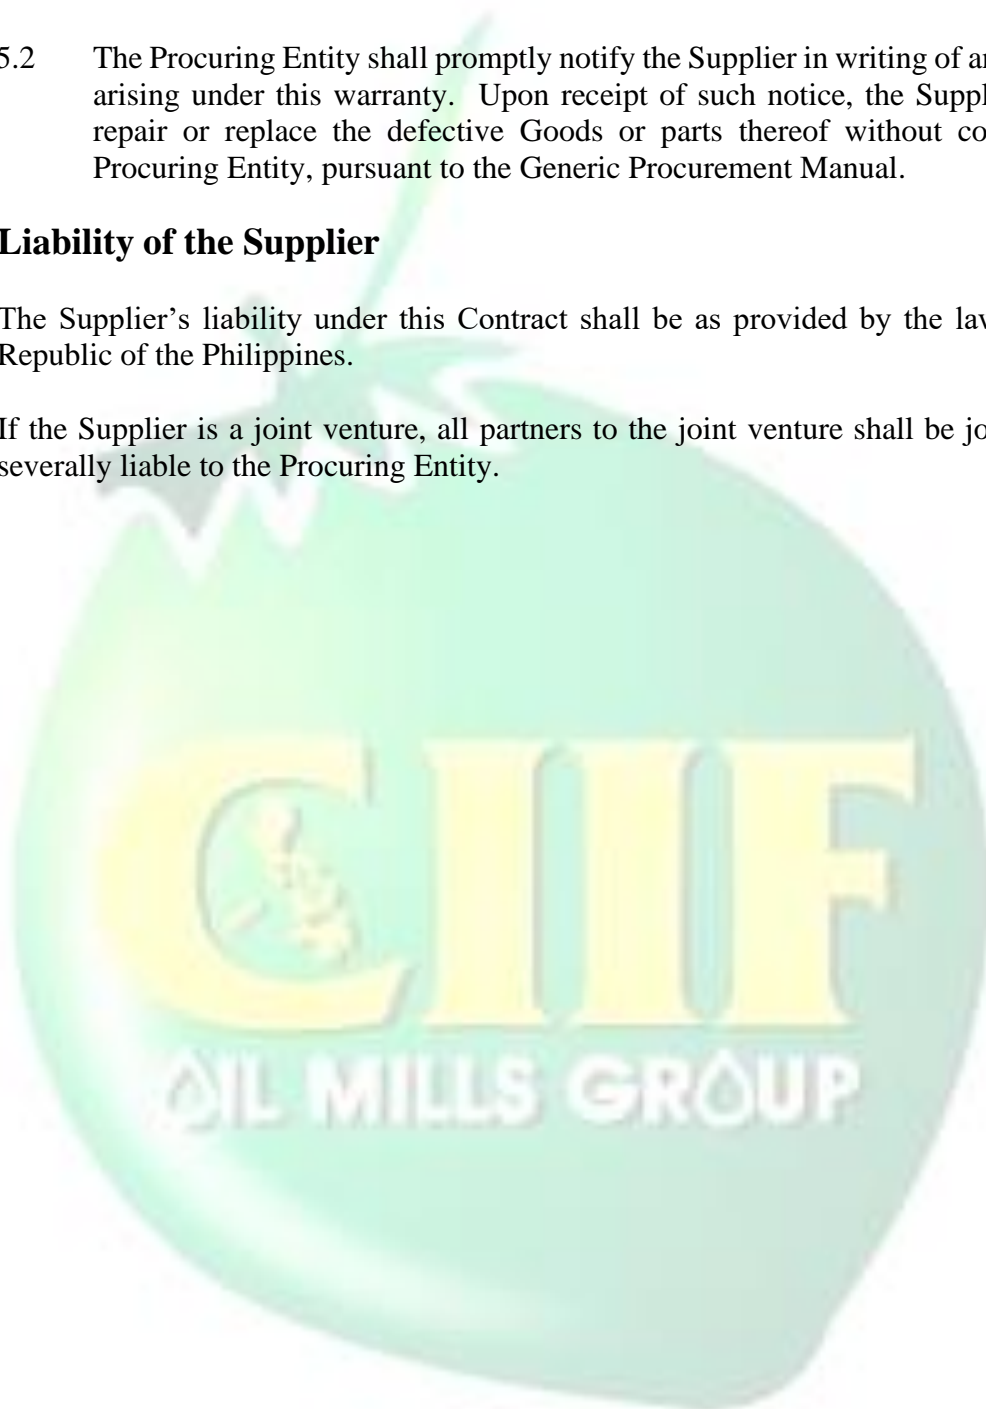 5.2 The Procuring Entity shall promptly notify the Supplier in writing of
arising under this warranty. Upon receipt of such notice, the
repair or replace the defective Goods or parts thereof without
Procuring Entity, pursuant to the Generic Procurement Manual.
Liability of the Supplier
The Supplier’s liability under this Contract shall be as provided by the
Republic of the Philippines.
If the Supplier is a joint venture, all partners to the joint venture shall be
severally liable to the Procuring Entity.
CIIF
OIL MILLS GROUP